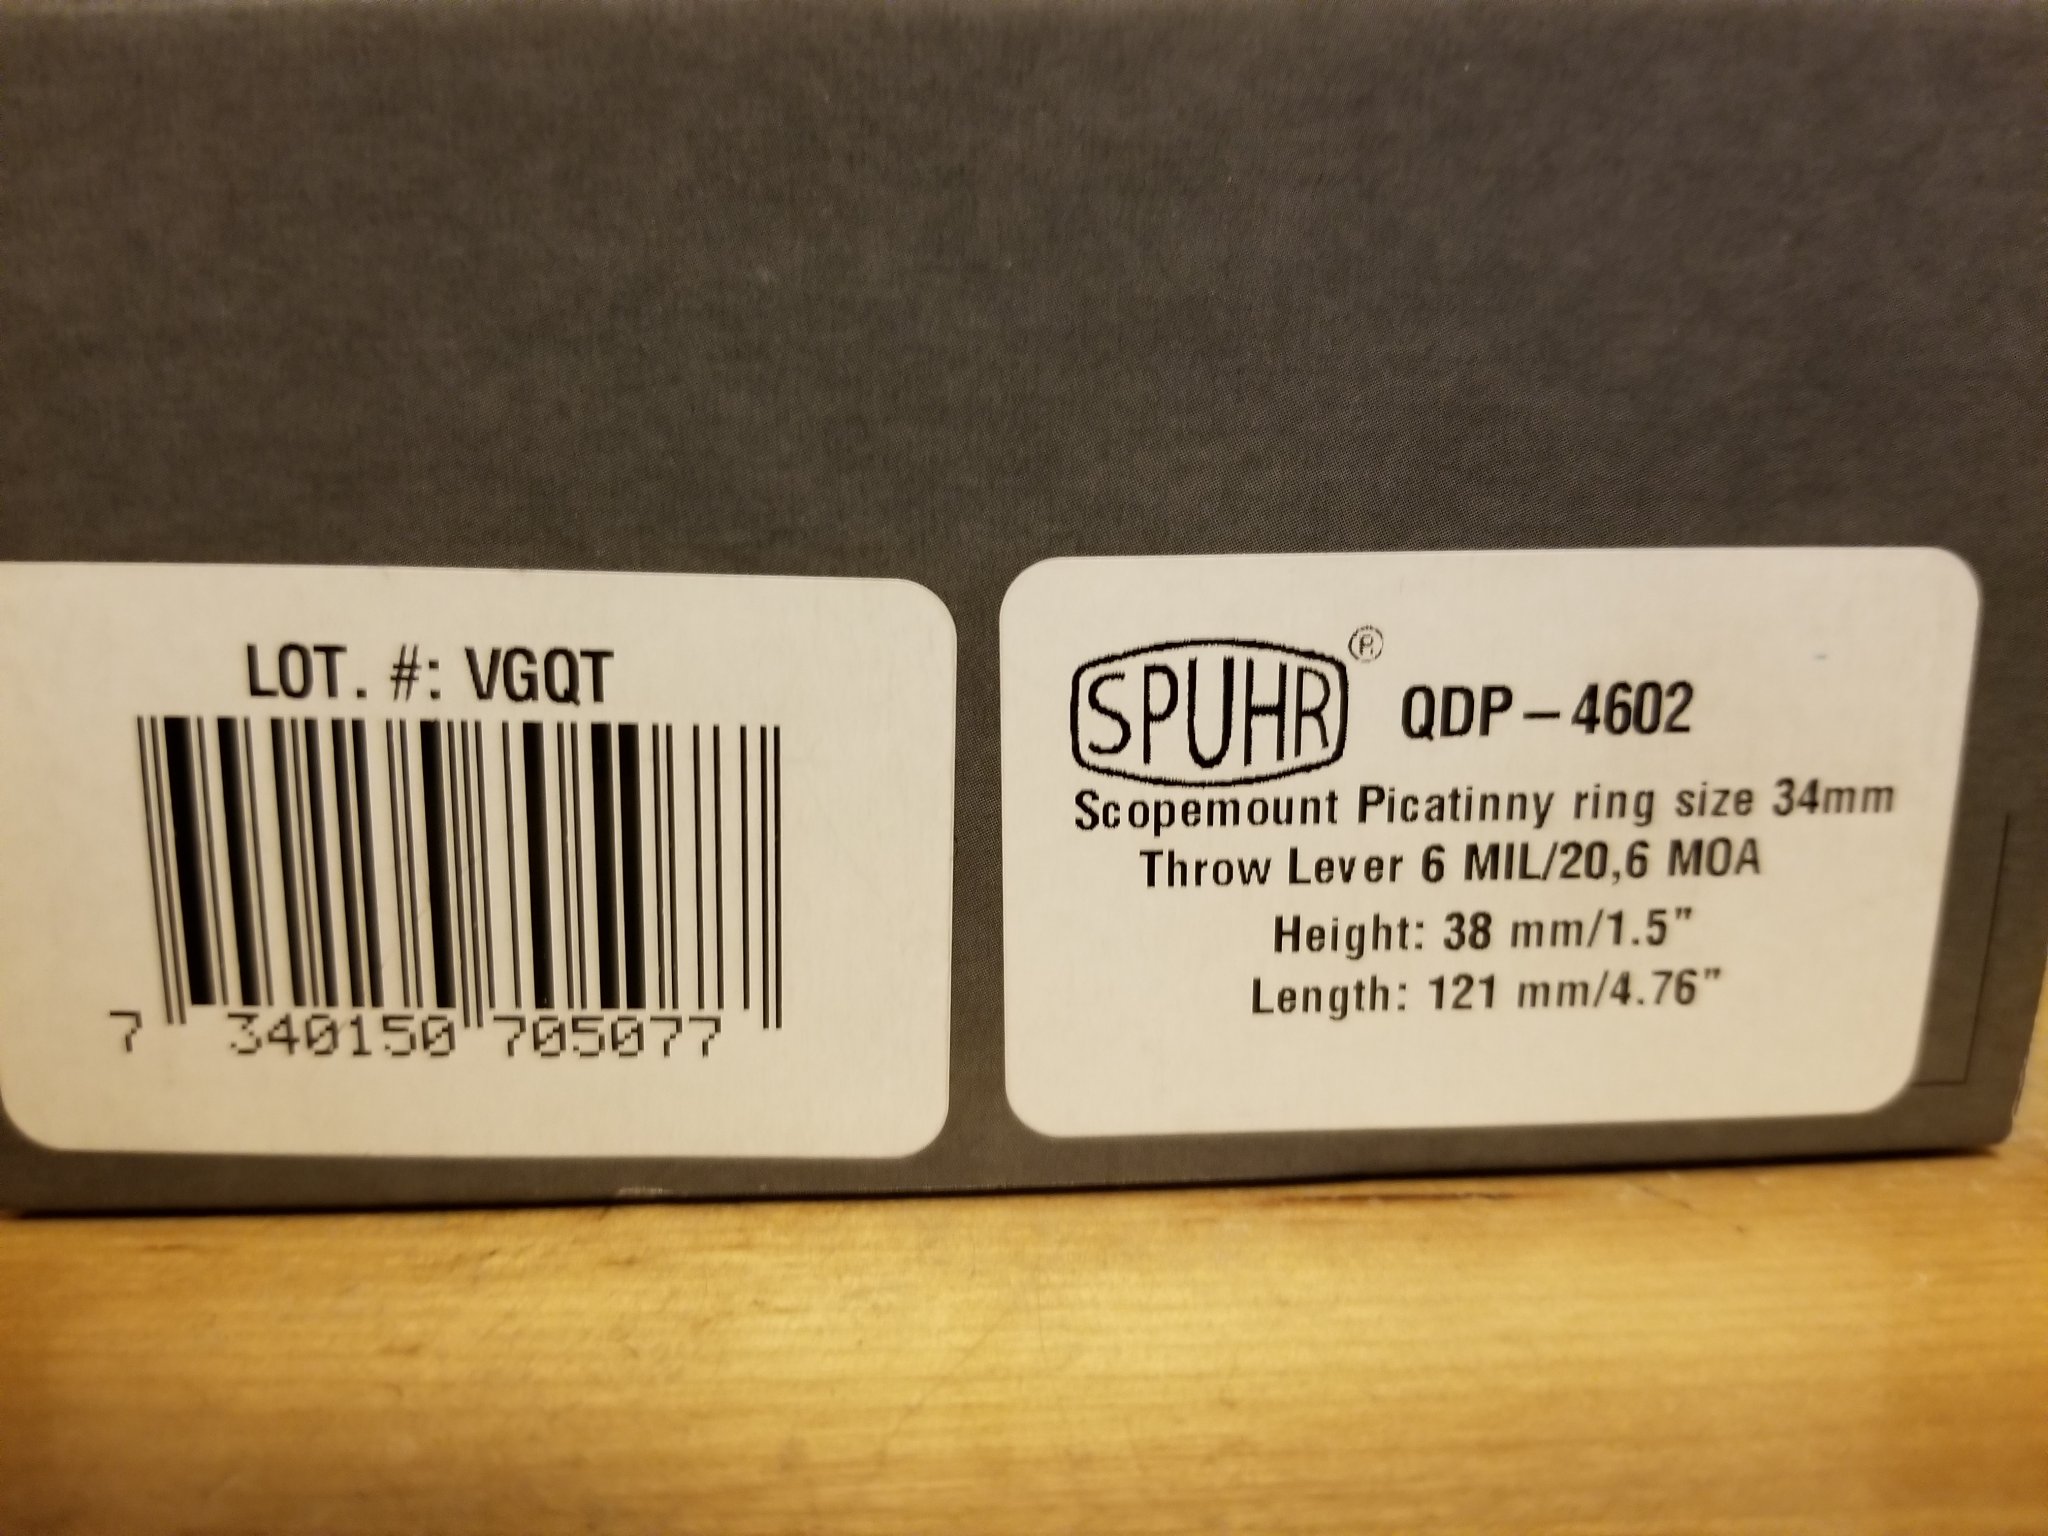 LOT. #: VGQT
7 340150 705077
SPUHR® QDP-4602
Scopemount Picatinny ring size 34mm
Throw Lever 6 MIL/20,6 MOA
Height: 38 mm/1.5"
Length: 121 mm/4.76"